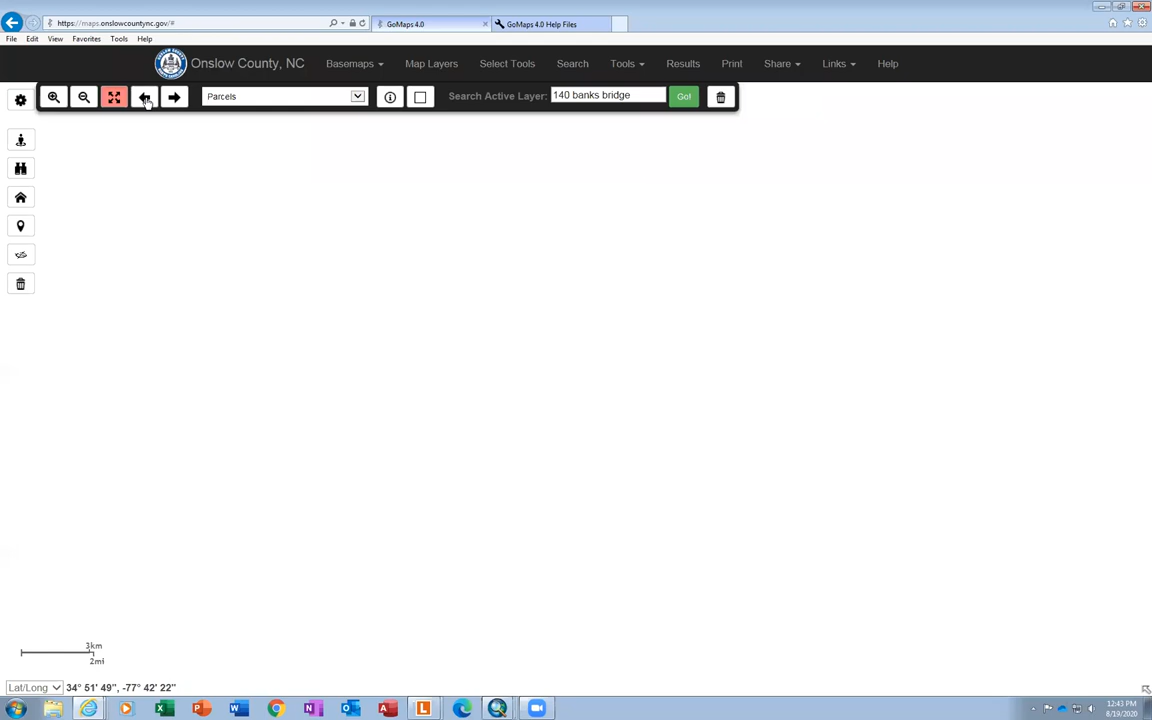 https://maps.onslowcountync.gov/#
GoMaps 4.0
GoMaps 4.0 Help Files
File Edit View Favorites Tools Help
Onslow County, NC Basemaps Map Layers Select Tools Search Tools Results Print Share Links Help
Parcels Search Active Layer: 140 banks bridge Go!
3km
2mi
Lat/Long 34° 51' 49", -77° 42' 22"
12:43 PM
8/19/2020